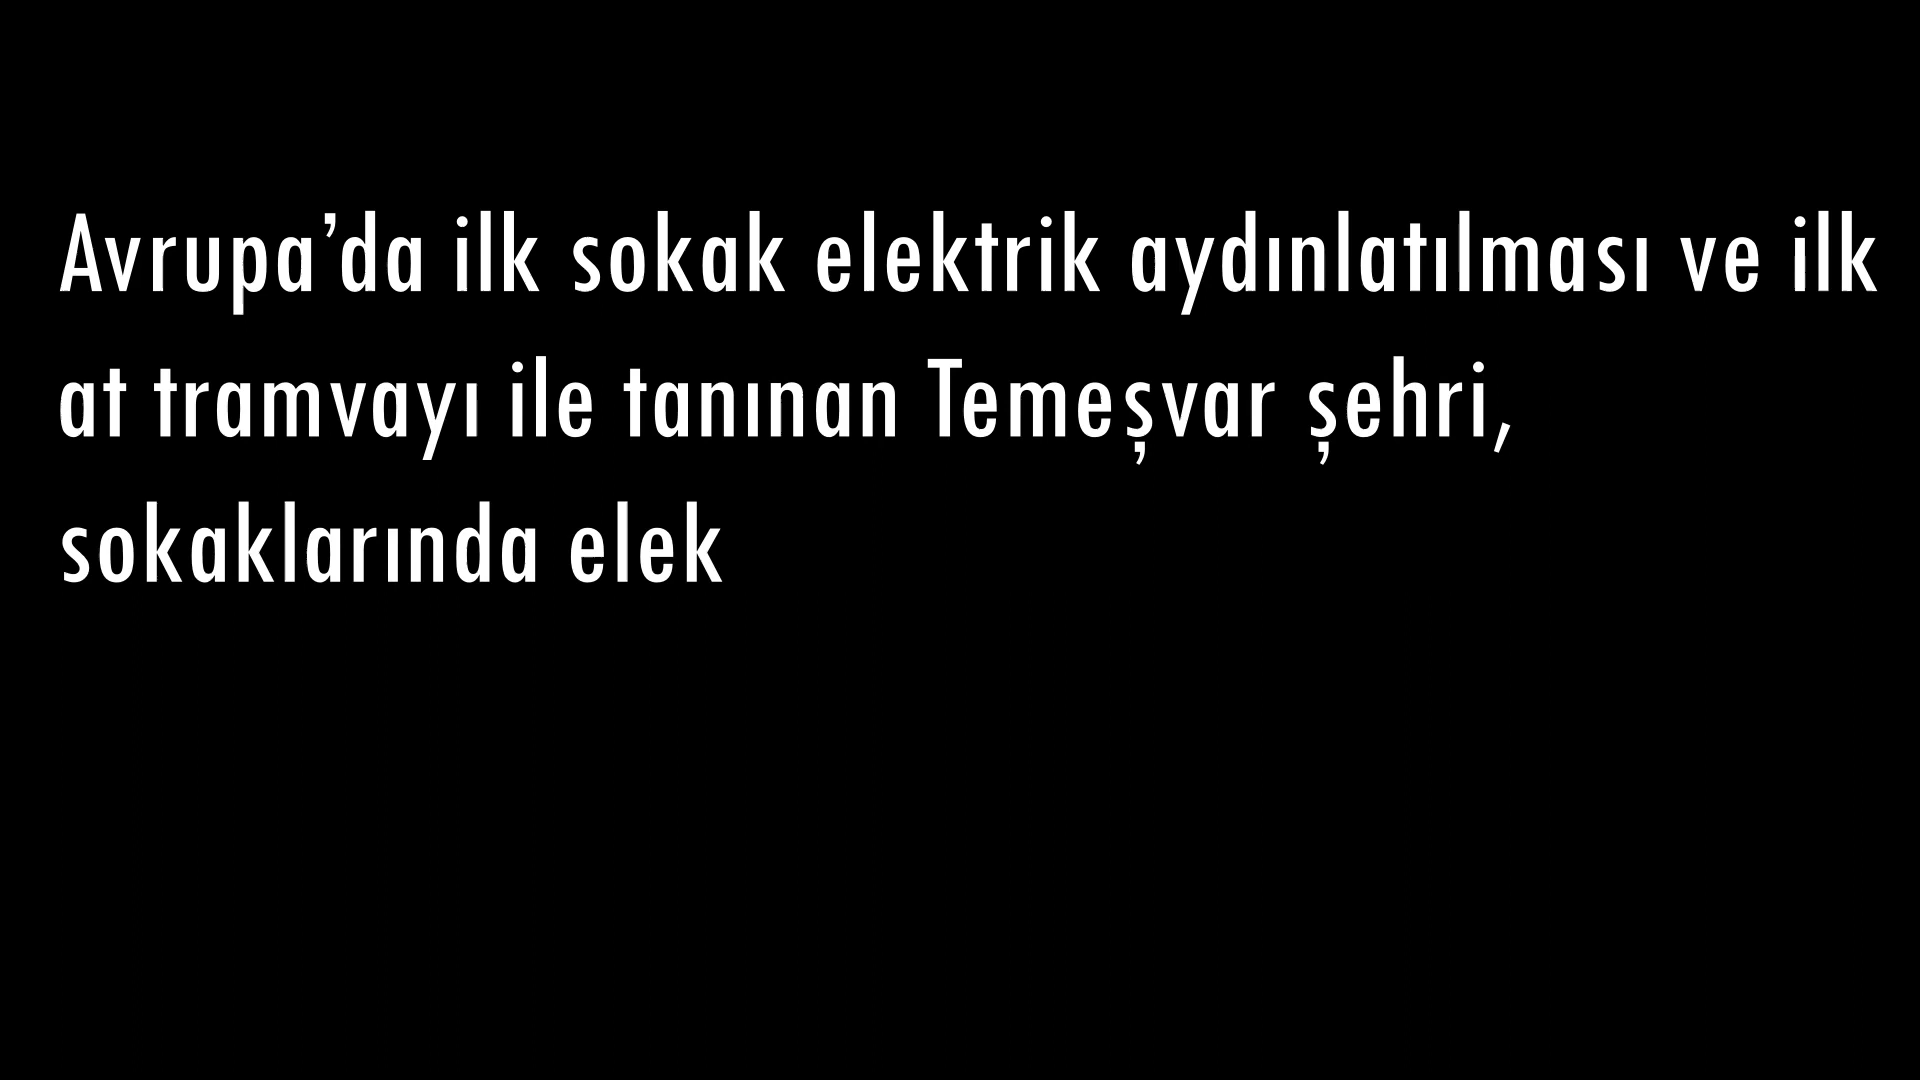 Avrupa’da ilk sokak elektrik aydınlatılması ve ilk
at tramvayı ile tanınan Temeşvar şehri,
sokaklarında elek